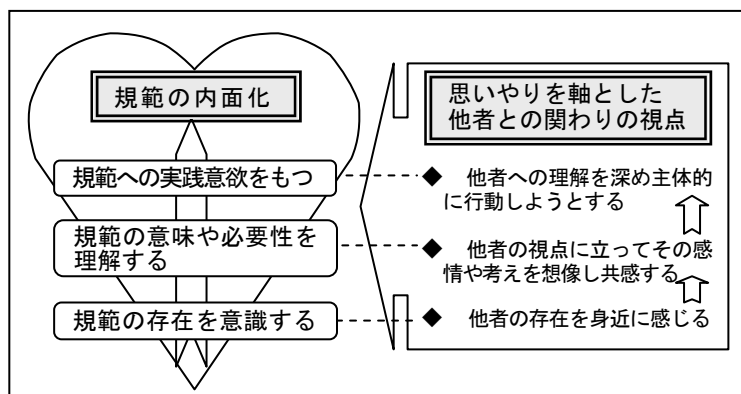 規範の内面化
規範への実践意欲をもつ
規範の意味や必要性を
理解する
規範の存在を意識する
思いやりを軸とした
他者との関わりの視点
◆ 他者への理解を深め主体的
に行動しようとする
◆ 他者の視点に立ってその感
情や考えを想像し共感する
◆ 他者の存在を身近に感じる